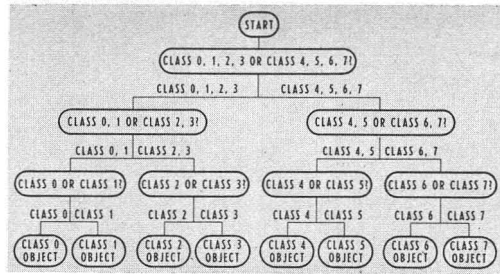 START
CLASS 0, 1, 2, 3 OR CLASS 4, 5, 6, 7?
CLASS 0, 1, 2, 3 CLASS 4, 5, 6, 7
CLASS 0, 1 OR CLASS 2, 3? CLASS 4, 5 OR CLASS 6, 7?
CLASS 0, 1 CLASS 2, 3 CLASS 4, 5 CLASS 6, 7
CLASS 0 OR CLASS 1? CLASS 2 OR CLASS 3? CLASS 4 OR CLASS 5? CLASS 6 OR CLASS 7?
CLASS 0 CLASS 1 CLASS 2 CLASS 3 CLASS 4 CLASS 5 CLASS 6 CLASS 7
CLASS 0 CLASS 1 CLASS 2 CLASS 3 CLASS 4 CLASS 5 CLASS 6 CLASS 7
OBJECT OBJECT OBJECT OBJECT OBJECT OBJECT OBJECT OBJECT